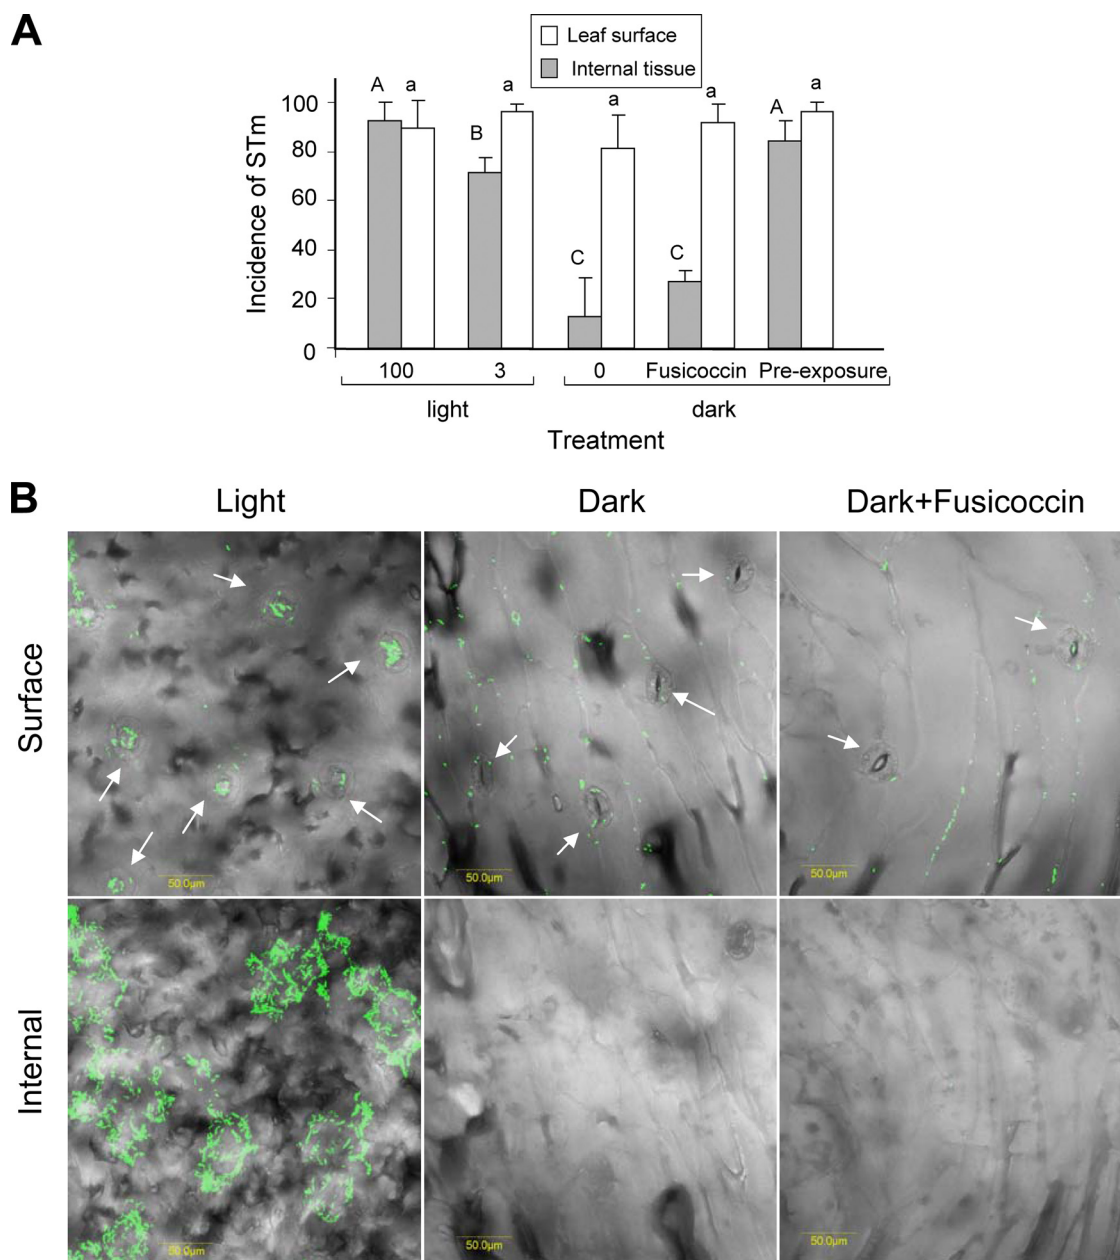 A
Leaf surface
Internal tissue
Incidence of STm
100
80
60
40
20
0
A a
B a
C a
C a
A a
100 3 0 Fusicoccin Pre-exposure
light dark
Treatment
B
Light Dark Dark+Fusicoccin
Surface
50.0µm 50.0µm 50.0µm
Internal
50.0µm 50.0µm 50.0µm